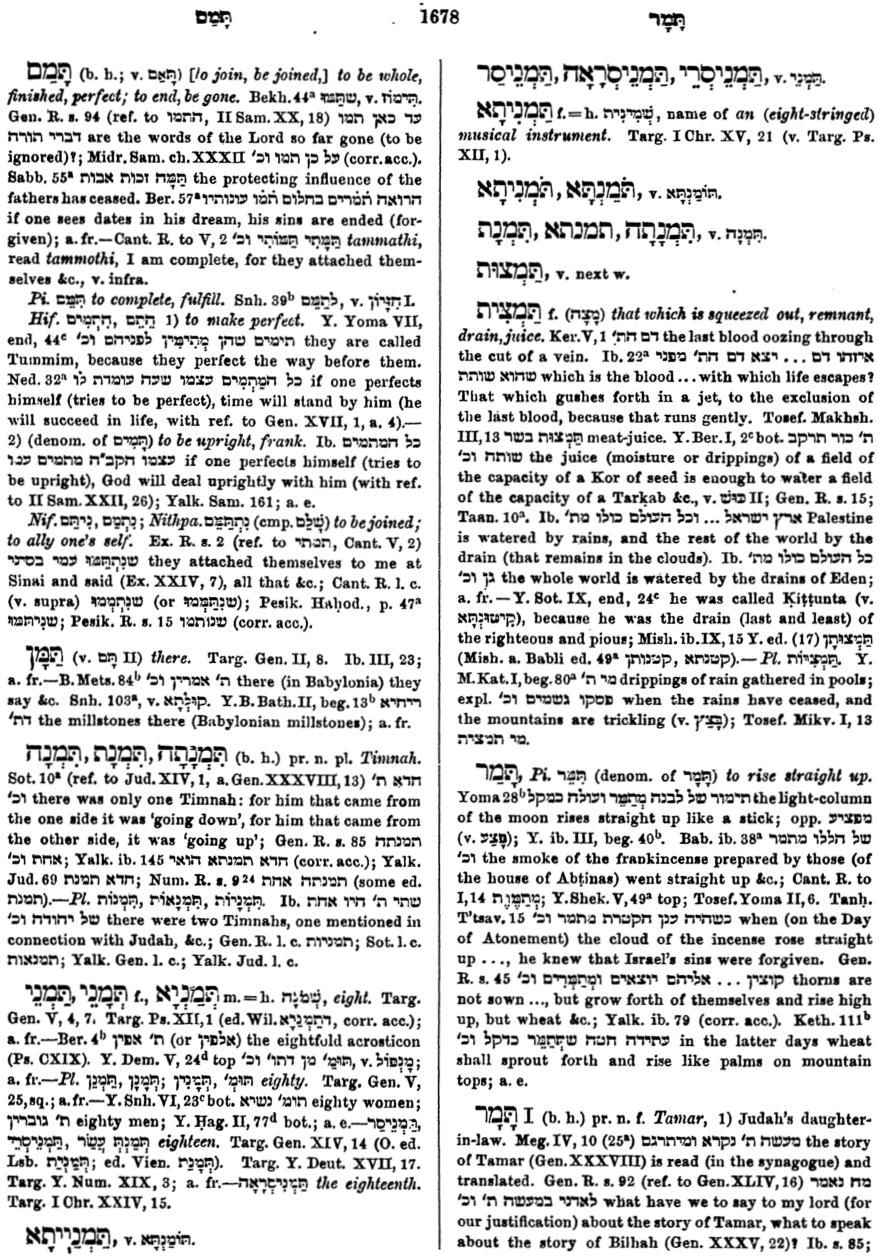 תָּמַם
1678
תָּמָר
תָּמַם (b. h.; v. תָּאַם) [to join, be joined,] to be whole,
finished, perfect; to end, be gone. Bekh. 44ᵃ שתַּמּוּ, v. הִימוֹת.
Gen. R. s. 94 (ref. to התמו, II Sam. XX, 18) עד כאן תמו
דברי תורה are the words of the Lord so far gone (to be
ignored)?; Midr. Sam. ch. XXXII על כן תמו וכ׳ (corr. acc.).
Sabb. 55ᵃ תַּמָּה זכות אבות the protecting influence of the
fathers has ceased. Ber. 57ᵃ הרואה תמרים בחלום תמו עונותיו
if one sees dates in his dream, his sins are ended (for-
given); a. fr.—Cant. R. to V, 2 תַּמָּתִי תַּמּוֹתִי וכ׳ tammathi,
read tammothi, I am complete, for they attached them-
selves &c., v. infra.
Pi. תִּמֵּם to complete, fulfill. Snh. 39ᵇ לְתַמֵּם, v. חֶזְיוֹן I.
Hif. הֵתֵם, הִתְמִים 1) to make perfect. Y. Yoma VII,
end, 44ᶜ תימים שהן מַתִימִין לפניהם וכ׳ they are called
Tummim, because they perfect the way before them.
Ned. 32ᵃ כל המַתְמִים עצמו שעה עומדת לו if one perfects
himself (tries to be perfect), time will stand by him (he
will succeed in life, with ref. to Gen. XVII, 1, a. 4).—
2) (denom. of תָּמִים) to be upright, frank. Ib. כל המתמים
עצמו הקב״ה מתמים עמו if one perfects himself (tries to
be upright), God will deal uprightly with him (with ref.
to II Sam. XXII, 26); Yalk. Sam. 161; a. e.
Nif. נִתַּם, נִיתַּם; Nithpa. נִתְתַּמֵּם (cmp. שָׁלַם) to be joined;
to ally one's self. Ex. R. s. 2 (ref. to תמתי, Cant. V, 2)
שנתתממו עמי בסיני they attached themselves to me at
Sinai and said (Ex. XXIV, 7), all that &c.; Cant. R. l. c.
(v. supra) שנתממו (or שנתתממו); Pesik. Haḥod., p. 47ᵃ
שניתמו; Pesik. R. s. 15 שנותמו (corr. acc.).
תַּמָּן (v. תָּם II) there. Targ. Gen. II, 8. Ib. III, 23;
a. fr.—B. Mets. 84ᵇ ת׳ אמרין וכ׳ there (in Babylonia) they
say &c. Snh. 103ᵃ, v. קוּלְּתָא. Y. B. Bath. II, beg. 13ᵇ ריחיא
דת׳ the millstones there (Babylonian millstones); a. fr.
תִּמְנָה, תִּמְנָת, תִּמְנָתָה (b. h.) pr. n. pl. Timnah.
Sot. 10ᵃ (ref. to Jud. XIV, 1, a. Gen. XXXVIII, 13) חדא ת׳
וכ׳ there was only one Timnah: for him that came from
the one side it was 'going down', for him that came from
the other side, it was 'going up'; Gen. R. s. 85 תמנתה
אחת וכ׳; Yalk. ib. 145 חדא תמנתא הואי (corr. acc.); Yalk.
Jud. 69 חדא תמנת; Num. R. s. 9²⁴ תמנתה אחת (some ed.
תמנת).—Pl. תִּמְנָיוֹת, תִּמְנָאוֹת, תִּמְנוֹת. Ib. שתי ת׳ היו אחת
של יהודה וכ׳ there were two Timnahs, one mentioned in
connection with Judah, &c.; Gen. R. l. c. תמניות; Sot. l. c.
תמנאות; Yalk. Gen. l. c.; Yalk. Jud. l. c.
תְּמָנֵי, תַּמְנֵי f., תְּמַנְיָא m. = h. שְׁמֹנָה, eight. Targ.
Gen. V, 4, 7. Targ. Ps. XII, 1 (ed. Wil. דתַמַּנְיָא, corr. acc.);
a. fr.—Ber. 4ᵇ ת׳ אפין (or אלפין) the eightfold acrosticon
(Ps. CXIX). Y. Dem. V, 24ᵈ top תומ׳ מן דתו׳ וכ׳, v. מְנְפּוֹל;
a. fr.—Pl. תְּמָנַן, תַּמְנַן; תְּמָנִין, תומ׳ eighty. Targ. Gen. V,
25, sq.; a. fr.—Y. Snh. VI, 23ᶜ bot. תומ׳ נשיא eighty women;
ת׳ גוברין eighty men; Y. Ḥag. II, 77ᵈ bot.; a. e.—תַּמְנֵיסַר,
תַּמְנֵיסְרֵי, תַּמְנַת עֲשַׂר eighteen. Targ. Gen. XIV, 14 (O. ed.
Lsb. תַּמְנֵית; ed. Vien. תְּמָנַת). Targ. Y. Deut. XVII, 17.
Targ. Y. Num. XIX, 3; a. fr.—תַּמְנֵיסְרָאָה the eighteenth.
Targ. I Chr. XXIV, 15.
תַּמְנַיְיתָא, v. תּוּמַנְתָּא.
תַּמְנֵיסַר, תַּמְנֵיסְרָאָה, תַּמְנֵיסְרֵי, v. תַּמְנֵי.
תַּמְנִיתָא f. = h. שְׁמִינִית, name of an (eight-stringed)
musical instrument. Targ. I Chr. XV, 21 (v. Targ. Ps.
XII, 1).
תֻּמַנְתָּא, תֻּמְנִיתָא, v. תּוּמַנְתָּא.
תִּמְנָת, תמנתא, תִּמְנָתָה, v. תִּמְנָה.
תַּמְצוּת, v. next w.
תַּמְצִית f. (מָצָה) that which is squeezed out, remnant,
drain, juice. Ker. V, 1 דם הת׳ the last blood oozing through
the cut of a vein. Ib. 22ᵃ איזהו דם ... יצא דם הת׳ מפני
שהוא שותת which is the blood ... with which life escapes?
That which gushes forth in a jet, to the exclusion of
the last blood, because that runs gently. Tosef. Makhsh.
III, 13 תַּמְצוּת בשר meat-juice. Y. Ber. I, 2ᶜ bot. ת׳ כור תרקב
שותה וכ׳ the juice (moisture or drippings) of a field of
the capacity of a Kor of seed is enough to water a field
of the capacity of a Tarḳab &c., v. כּוּשׁ II; Gen. R. s. 15;
Taan. 10ᵃ. Ib. ארץ ישראל ... וכל העולם כולו מת׳ Palestine
is watered by rains, and the rest of the world by the
drain (that remains in the clouds). Ib. כל העולם כולו מת׳
גן וכ׳ the whole world is watered by the drains of Eden;
a. fr.—Y. Sot. IX, end, 24ᶜ he was called Ḳiṭṭunta (v.
קִיטּוּנְתָּא), because he was the drain (last and least) of
the righteous and pious; Mish. ib. IX, 15 Y. ed. (17) תַּמְצוּתָן
(Mish. a. Babli ed. 49ᵃ קטנתא, קטנותן).—Pl. תַּמְצִיּוֹת. Y.
M. Kat. I, beg. 80ᵃ מי ת׳ drippings of rain gathered in pools;
expl. פסקו גשמים וכ׳ when the rains have ceased, and
the mountains are trickling (v. בָּצַץ); Tosef. Mikv. I, 13
מי תמצית.
תָּמַר, Pi. תִּמֵּר (denom. of תָּמָר) to rise straight up.
Yoma 28ᵇ תימור של לבנה מְתַמֵּר ועולה כמקל the light-column
of the moon rises straight up like a stick; opp. מפציע
(v. פָּצַע); Y. ib. III, beg. 40ᵇ. Bab. ib. 38ᵃ של הללו מתמר
וכ׳ the smoke of the frankincense prepared by those (of
the house of Abṭinas) went straight up &c.; Cant. R. to
I, 14 מְתַמֶּרֶת; Y. Shek. V, 49ᵃ top; Tosef. Yoma II, 6. Tanḥ.
T'tsav. 15 כשהיה ענן הקטרת מתמר וכ׳ when (on the Day
of Atonement) the cloud of the incense rose straight
up ..., he knew that Israel's sins were forgiven. Gen.
R. s. 45 קוצין ... אליהם יוצאים ומְתַמְּרִים וכ׳ thorns are
not sown ..., but grow forth of themselves and rise high
up, but wheat &c.; Yalk. ib. 79 (corr. acc.). Keth. 111ᵇ
עתידה חטה שתְּתַמֵּר כדקל וכ׳ in the latter days wheat
shall sprout forth and rise like palms on mountain
tops; a. e.
תָּמָר I (b. h.) pr. n. f. Tamar, 1) Judah's daughter-
in-law. Meg. IV, 10 (25ᵃ) מעשה ת׳ נקרא ומיתרגם the story
of Tamar (Gen. XXXVIII) is read (in the synagogue) and
translated. Gen. R. s. 92 (ref. to Gen. XLIV, 16) מה נאמר
לאדני במעשה ת׳ וכ׳ what have we to say to my lord (for
our justification) about the story of Tamar, what to speak
about the story of Bilhah (Gen. XXXV, 22)? Ib. s. 85;